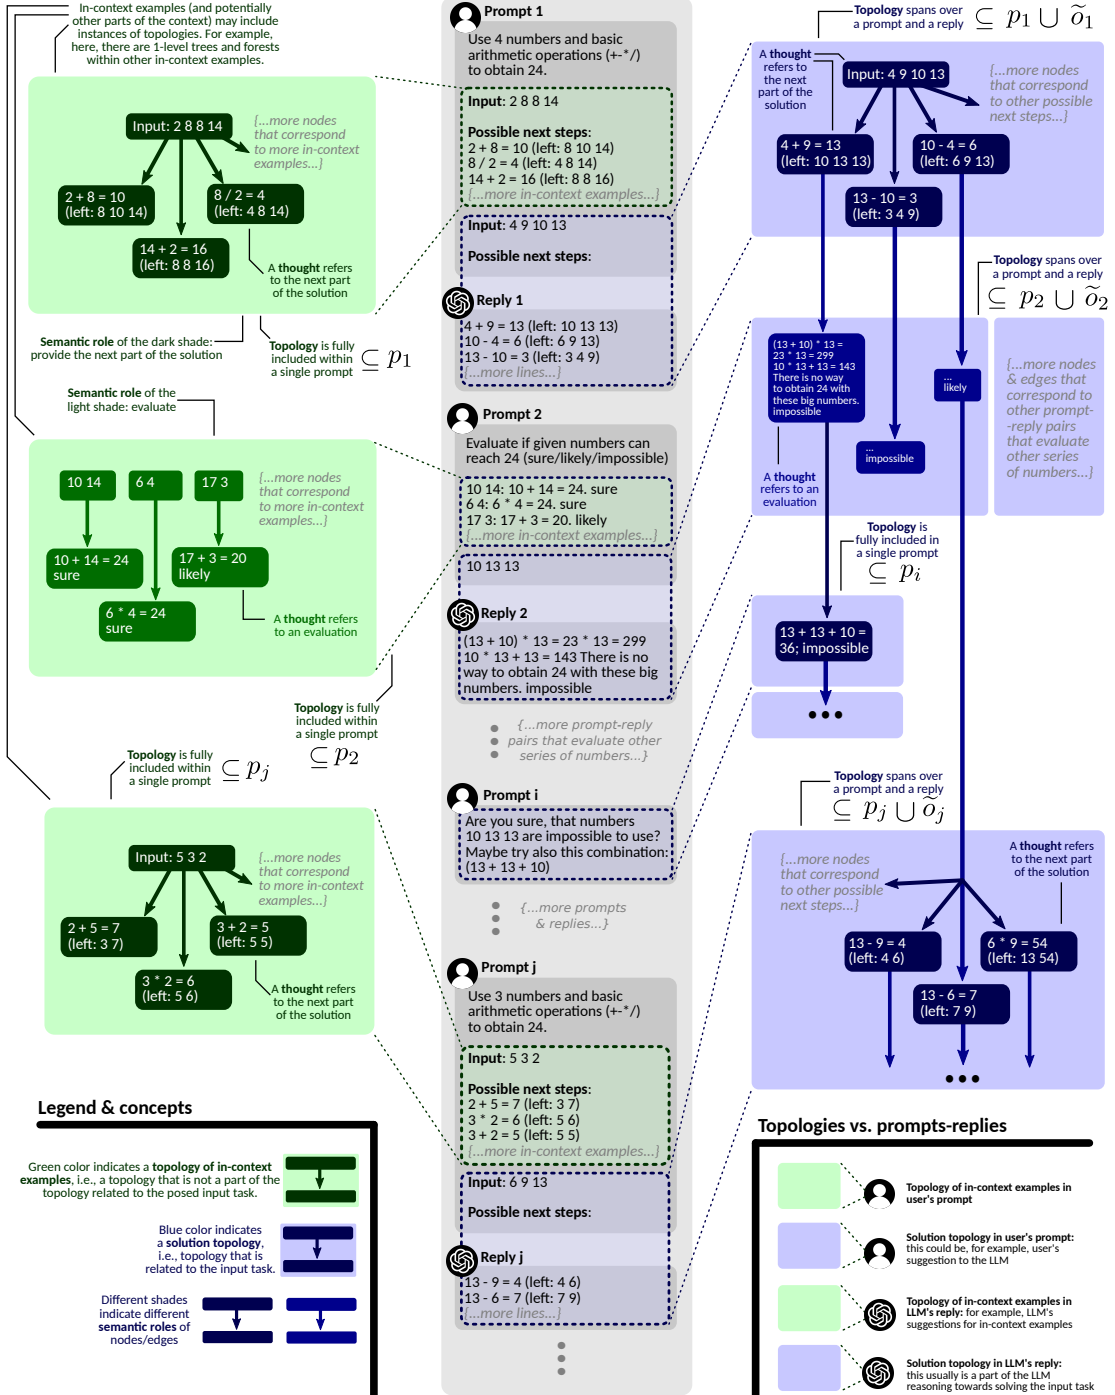 In-context examples (and potentially
other parts of the context) may include
instances of topologies. For example,
here, there are 1-level trees and forests
within other in-context examples.
Input: 2 8 8 14
{...more nodes
that correspond
to more in-context
examples...}
2 + 8 = 10
(left: 8 10 14)
8 / 2 = 4
(left: 4 8 14)
14 + 2 = 16
(left: 8 8 16)
A thought refers
to the next part
of the solution
Semantic role of the dark shade:
provide the next part of the solution
Topology is fully
included within
a single prompt
⊆ p1
Semantic role of the
light shade: evaluate
10 14
6 4
17 3
{...more nodes
that correspond
to more in-context
examples...}
10 + 14 = 24
sure
17 + 3 = 20
likely
6 * 4 = 24
sure
A thought refers
to an evaluation
Topology is fully
included within
a single prompt
⊆ p2
Topology is fully
included within
a single prompt
⊆ pj
Input: 5 3 2
{...more nodes
that correspond
to more in-context
examples...}
2 + 5 = 7
(left: 3 7)
3 + 2 = 5
(left: 5 5)
3 * 2 = 6
(left: 5 6)
A thought refers
to the next part
of the solution
Legend & concepts
Green color indicates a topology of in-context
examples, i.e., a topology that is not a part of the
topology related to the posed input task.
Blue color indicates
a solution topology,
i.e., topology that is
related to the input task.
Different shades
indicate different
semantic roles of
nodes/edges
Prompt 1
Use 4 numbers and basic
arithmetic operations (+-*/)
to obtain 24.
Input: 2 8 8 14
Possible next steps:
2 + 8 = 10 (left: 8 10 14)
8 / 2 = 4 (left: 4 8 14)
14 + 2 = 16 (left: 8 8 16)
{...more in-context examples...}
Input: 4 9 10 13
Possible next steps:
Reply 1
4 + 9 = 13 (left: 10 13 13)
10 - 4 = 6 (left: 6 9 13)
13 - 10 = 3 (left: 3 4 9)
{...more lines...}
Prompt 2
Evaluate if given numbers can
reach 24 (sure/likely/impossible)
10 14: 10 + 14 = 24. sure
6 4: 6 * 4 = 24. sure
17 3: 17 + 3 = 20. likely
{...more in-context examples...}
10 13 13
Reply 2
(13 + 10) * 13 = 23 * 13 = 299
10 * 13 + 13 = 143 There is no
way to obtain 24 with these big
numbers. impossible
{...more prompt-reply
pairs that evaluate other
series of numbers...}
Prompt i
Are you sure, that numbers
10 13 13 are impossible to use?
Maybe try also this combination:
(13 + 13 + 10)
{...more prompts
& replies...}
Prompt j
Use 3 numbers and basic
arithmetic operations (+-*/)
to obtain 24.
Input: 5 3 2
Possible next steps:
2 + 5 = 7 (left: 3 7)
3 * 2 = 6 (left: 5 6)
3 + 2 = 5 (left: 5 5)
{...more in-context examples...}
Input: 6 9 13
Possible next steps:
Reply j
13 - 9 = 4 (left: 4 6)
13 - 6 = 7 (left: 7 9)
{...more lines...}
Topology spans over
a prompt and a reply
⊆ p1 ∪ õ1
A thought
refers to
the next
part of the
solution
Input: 4 9 10 13
{...more nodes
that correspond
to other possible
next steps...}
4 + 9 = 13
(left: 10 13 13)
10 - 4 = 6
(left: 6 9 13)
13 - 10 = 3
(left: 3 4 9)
Topology spans over
a prompt and a reply
⊆ p2 ∪ õ2
(13 + 10) * 13 =
23 * 13 = 299
10 * 13 + 13 = 143
There is no way
to obtain 24 with
these big numbers.
impossible
...
likely
...
impossible
{...more nodes
& edges that
correspond to
other prompt-
-reply pairs
that evaluate
other series
of numbers...}
A thought
refers to an
evaluation
Topology is
fully included in
a single prompt
⊆ pi
13 + 13 + 10 =
36; impossible
Topology spans over
a prompt and a reply
⊆ pj ∪ õj
{...more nodes
that correspond
to other possible
next steps...}
A thought refers
to the next part
of the solution
13 - 9 = 4
(left: 4 6)
6 * 9 = 54
(left: 13 54)
13 - 6 = 7
(left: 7 9)
Topologies vs. prompts-replies
Topology of in-context examples in
user's prompt
Solution topology in user's prompt:
this could be, for example, user's
suggestion to the LLM
Topology of in-context examples in
LLM's reply: for example, LLM's
suggestions for in-context examples
Solution topology in LLM's reply:
this usually is a part of the LLM
reasoning towards solving the input task